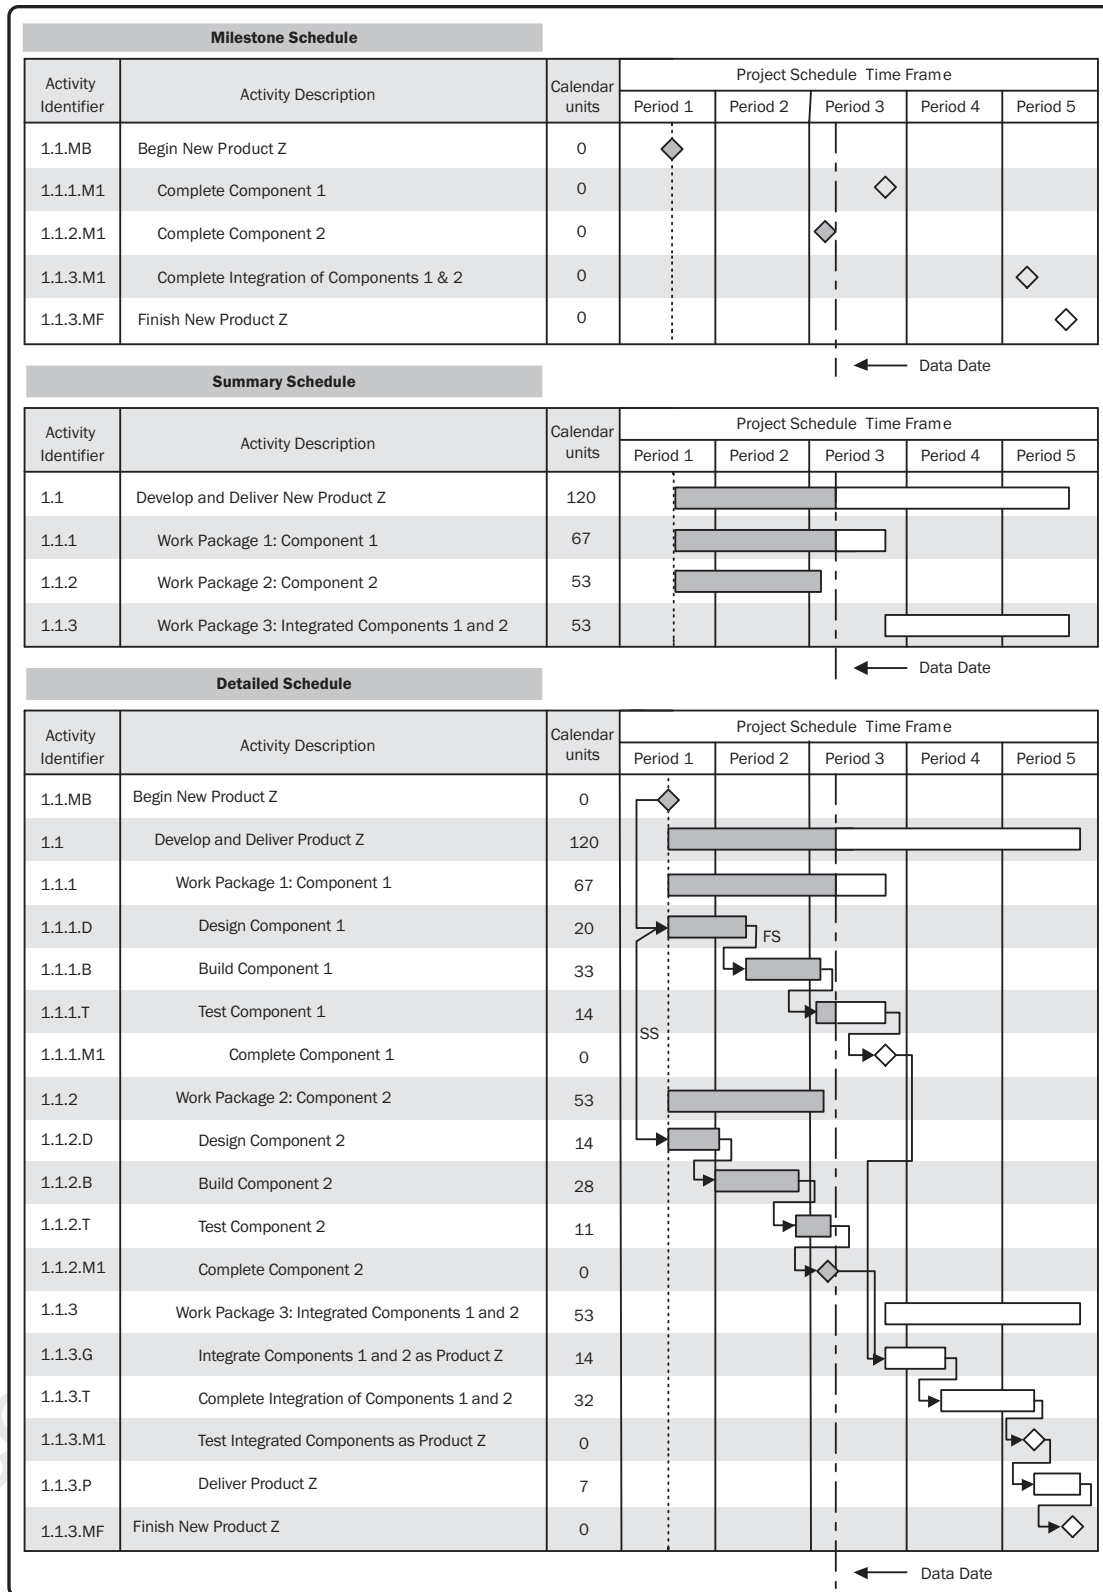 Milestone Schedule
Activity Identifier Activity Description Calendar units Project Schedule Time Frame
Period 1 Period 2 Period 3 Period 4 Period 5
1.1.MB Begin New Product Z 0
1.1.1.M1 Complete Component 1 0
1.1.2.M1 Complete Component 2 0
1.1.3.M1 Complete Integration of Components 1 & 2 0
1.1.3.MF Finish New Product Z 0
Data Date
Summary Schedule
Activity Identifier Activity Description Calendar units Project Schedule Time Frame
Period 1 Period 2 Period 3 Period 4 Period 5
1.1 Develop and Deliver New Product Z 120
1.1.1 Work Package 1: Component 1 67
1.1.2 Work Package 2: Component 2 53
1.1.3 Work Package 3: Integrated Components 1 and 2 53
Data Date
Detailed Schedule
Activity Identifier Activity Description Calendar units Project Schedule Time Frame
Period 1 Period 2 Period 3 Period 4 Period 5
1.1.MB Begin New Product Z 0
1.1 Develop and Deliver Product Z 120
1.1.1 Work Package 1: Component 1 67
1.1.1.D Design Component 1 20
FS
1.1.1.B Build Component 1 33
1.1.1.T Test Component 1 14
SS
1.1.1.M1 Complete Component 1 0
1.1.2 Work Package 2: Component 2 53
1.1.2.D Design Component 2 14
1.1.2.B Build Component 2 28
1.1.2.T Test Component 2 11
1.1.2.M1 Complete Component 2 0
1.1.3 Work Package 3: Integrated Components 1 and 2 53
1.1.3.G Integrate Components 1 and 2 as Product Z 14
1.1.3.T Complete Integration of Components 1 and 2 32
1.1.3.M1 Test Integrated Components as Product Z 0
1.1.3.P Deliver Product Z 7
1.1.3.MF Finish New Product Z 0
Data Date